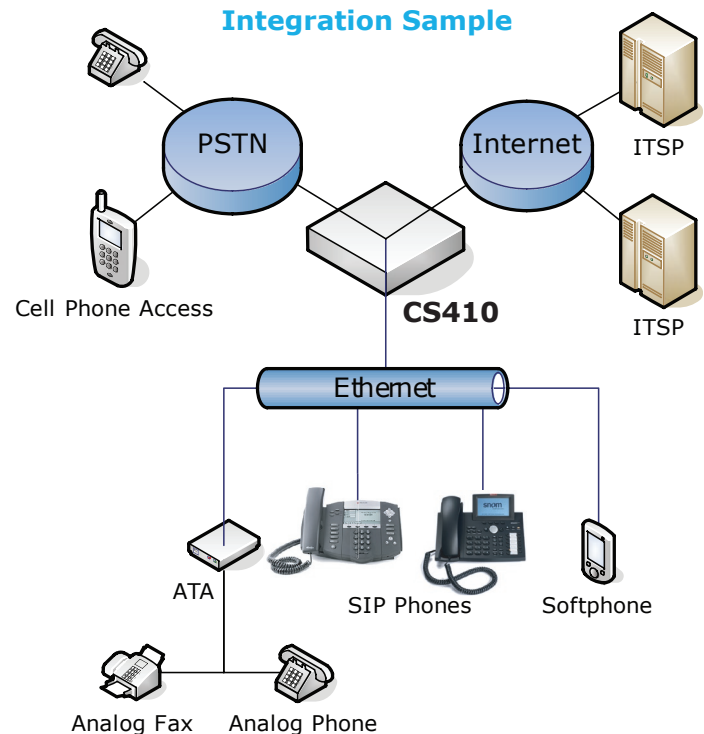 Integration Sample
PSTN
Internet
ITSP
Cell Phone Access
CS410
ITSP
Ethernet
snom
ATA
SIP Phones
Softphone
Analog Fax
Analog Phone